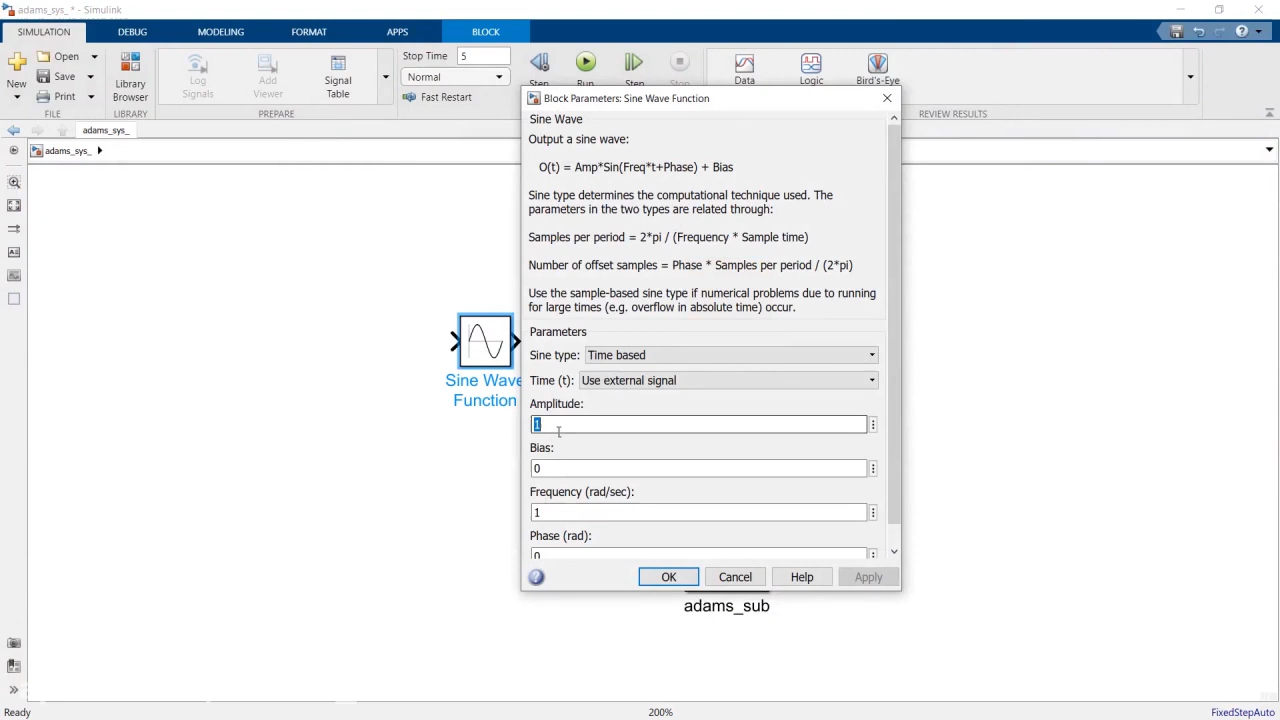 adams_sys_ * - Simulink
SIMULATION DEBUG MODELING FORMAT APPS BLOCK
New
Open
Save
Print
FILE
Library
Browser
LIBRARY
Log
Signals
Add
Viewer
Signal
Table
PREPARE
Stop Time 5
Normal
Fast Restart
Step
Run
Step
Data
Logic
Bird's-Eye
REVIEW RESULTS
adams_sys_
adams_sys_
Block Parameters: Sine Wave Function
Sine Wave
Output a sine wave:
O(t) = Amp*Sin(Freq*t+Phase) + Bias
Sine type determines the computational technique used. The
parameters in the two types are related through:
Samples per period = 2*pi / (Frequency * Sample time)
Number of offset samples = Phase * Samples per period / (2*pi)
Use the sample-based sine type if numerical problems due to running
for large times (e.g. overflow in absolute time) occur.
Parameters
Sine type: Time based
Time (t): Use external signal
Amplitude:
1
Bias:
0
Frequency (rad/sec):
1
Phase (rad):
0
OK Cancel Help Apply
Sine Wave
Function
adams_sub
Ready
200%
FixedStepAuto